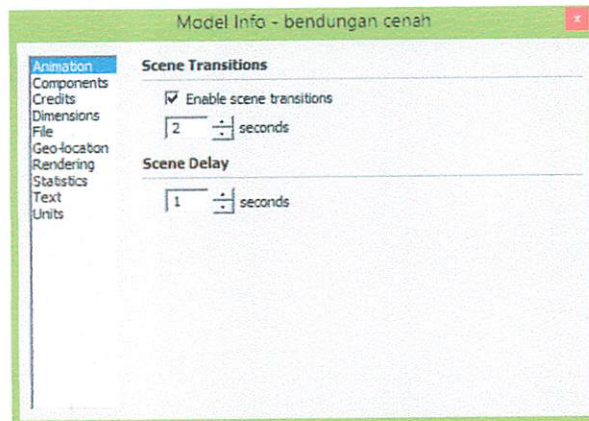 Model Info - bendungan cenah
x
Animation
Components
Credits
Dimensions
File
Geo-location
Rendering
Statistics
Text
Units
Scene Transitions
Enable scene transitions
2 seconds
Scene Delay
1 seconds